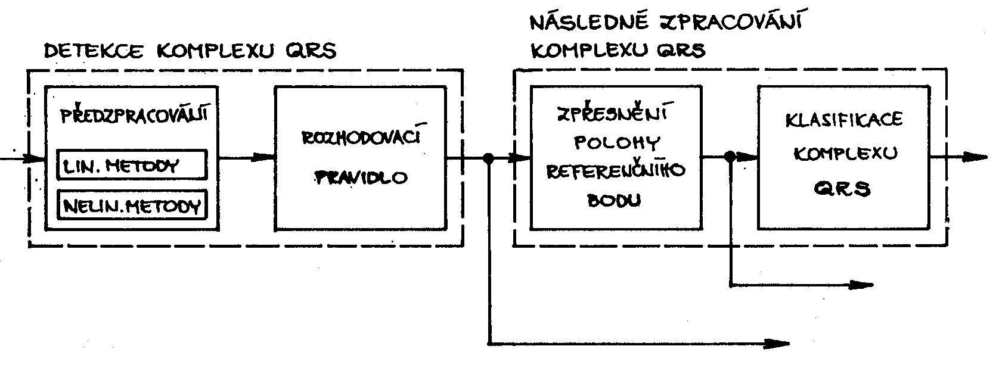 DETEKCE KOMPLEXU QRS
PŘEDZPRACOVÁNÍ
LIN. METODY
NELIN. METODY
ROZHODOVACÍ
PRAVIDLO
NÁSLEDNÉ ZPRACOVÁNÍ
KOMPLEXU QRS
ZPŘESNĚNÍ
POLOHY
REFERENČNÍHO
BODU
KLASIFIKACE
KOMPLEXU
QRS